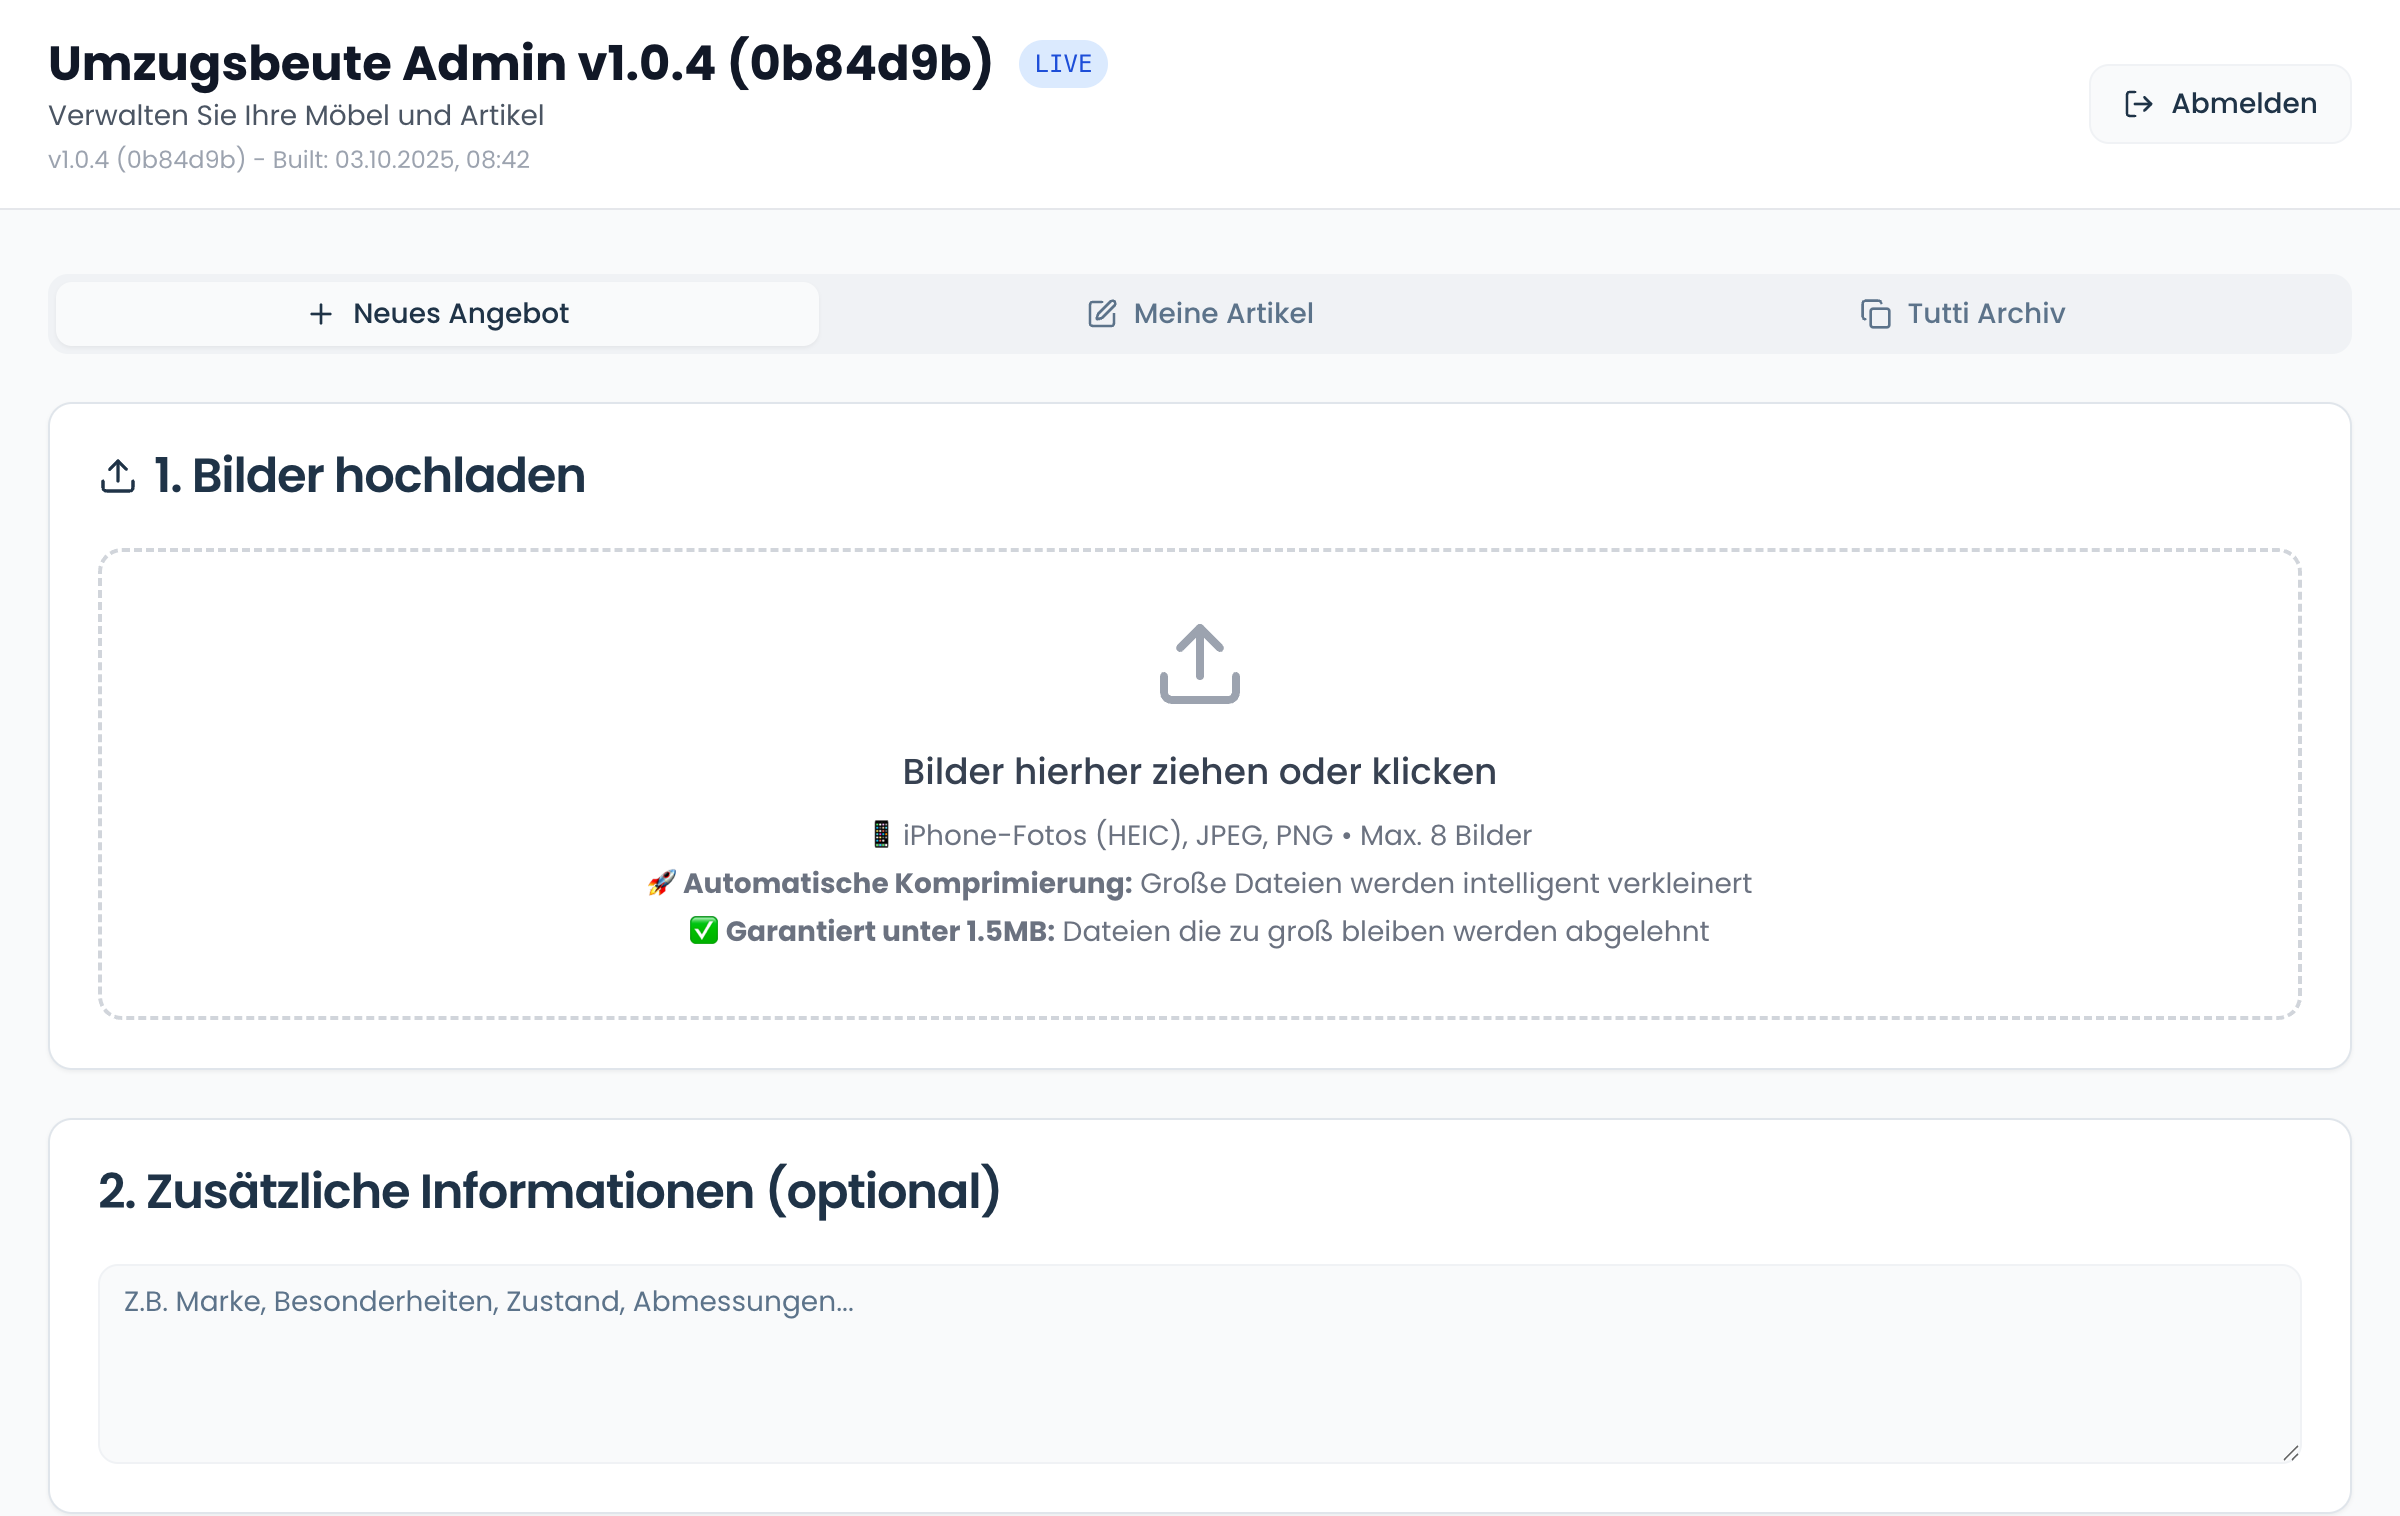 Umzugsbeute Admin v1.0.4 (0b84d9b) LIVE
Verwalten Sie Ihre Möbel und Artikel
v1.0.4 (0b84d9b) - Built: 03.10.2025, 08:42
Abmelden
Neues Angebot
Meine Artikel
Tutti Archiv
1. Bilder hochladen
Bilder hierher ziehen oder klicken
📱 iPhone-Fotos (HEIC), JPEG, PNG • Max. 8 Bilder
🚀 Automatische Komprimierung: Große Dateien werden intelligent verkleinert
✅ Garantiert unter 1.5MB: Dateien die zu groß bleiben werden abgelehnt
2. Zusätzliche Informationen (optional)
Z.B. Marke, Besonderheiten, Zustand, Abmessungen...